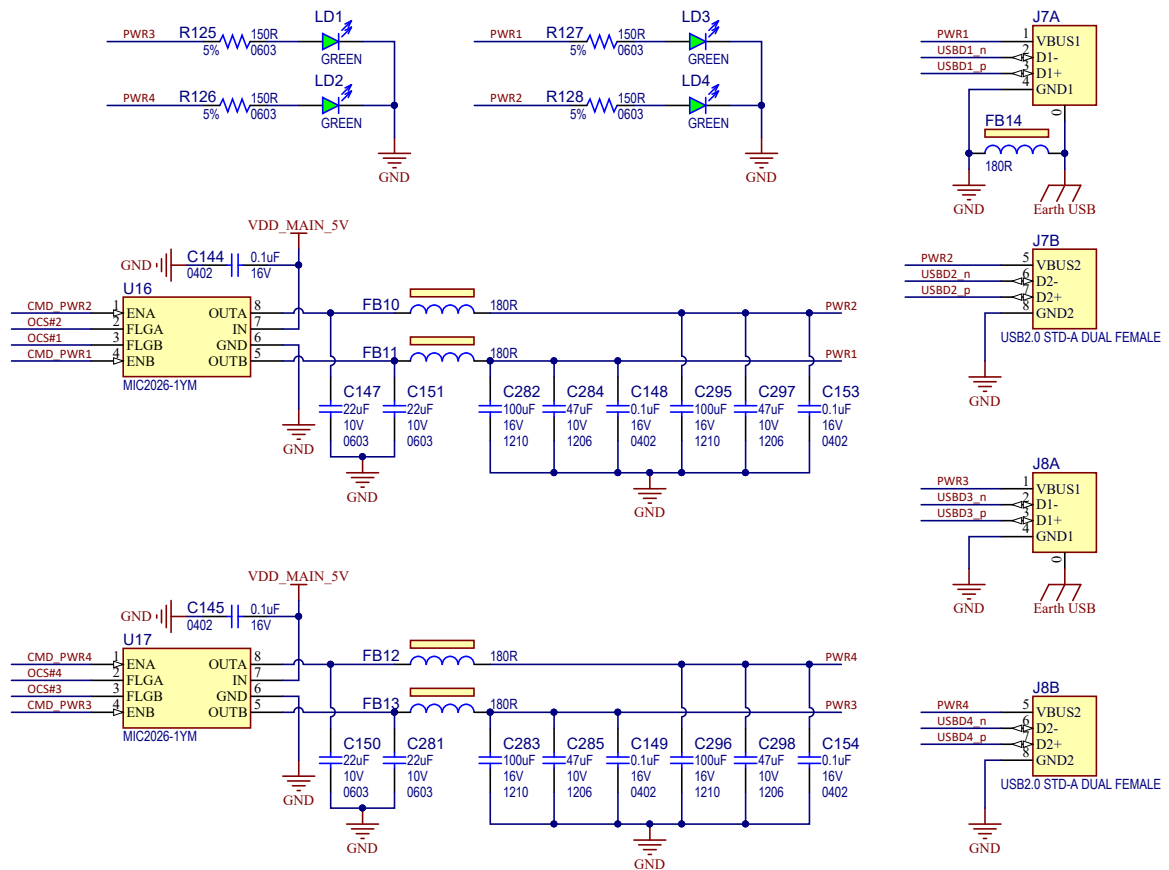 LD1
PWR3 R125 150R
5% 0603
GREEN
LD2
PWR4 R126 150R
5% 0603
GREEN
GND
LD3
PWR1 R127 150R
5% 0603
GREEN
LD4
PWR2 R128 150R
5% 0603
GREEN
GND
J7A
PWR1 1 VBUS1
USBD1_n 2 D1-
USBD1_p 3 D1+
4 GND1
0
FB14
180R
GND
Earth USB
VDD_MAIN_5V
GND C144 0.1uF
0402 16V
U16
CMD_PWR2 1 ENA OUTA 8
OCS#2 2 FLGA IN 7
OCS#1 3 FLGB GND 6
CMD_PWR1 4 ENB OUTB 5
MIC2026-1YM
GND
FB10 180R PWR2
FB11 180R PWR1
C147 C151 C282 C284 C148 C295 C297 C153
22uF 22uF 100uF 47uF 0.1uF 100uF 47uF 0.1uF
10V 10V 16V 10V 16V 16V 10V 16V
0603 0603 1210 1206 0402 1210 1206 0402
GND
GND
J7B
PWR2 5 VBUS2
USBD2_n 6 D2-
USBD2_p 7 D2+
8 GND2
USB2.0 STD-A DUAL FEMALE
GND
J8A
PWR3 1 VBUS1
USBD3_n 2 D1-
USBD3_p 3 D1+
4 GND1
0
GND
Earth USB
VDD_MAIN_5V
GND C145 0.1uF
0402 16V
U17
CMD_PWR4 1 ENA OUTA 8
OCS#4 2 FLGA IN 7
OCS#3 3 FLGB GND 6
CMD_PWR3 4 ENB OUTB 5
MIC2026-1YM
GND
FB12 180R PWR4
FB13 180R PWR3
C150 C281 C283 C285 C149 C296 C298 C154
22uF 22uF 100uF 47uF 0.1uF 100uF 47uF 0.1uF
10V 10V 16V 10V 16V 16V 10V 16V
0603 0603 1210 1206 0402 1210 1206 0402
GND
GND
J8B
PWR4 5 VBUS2
USBD4_n 6 D2-
USBD4_p 7 D2+
8 GND2
USB2.0 STD-A DUAL FEMALE
GND